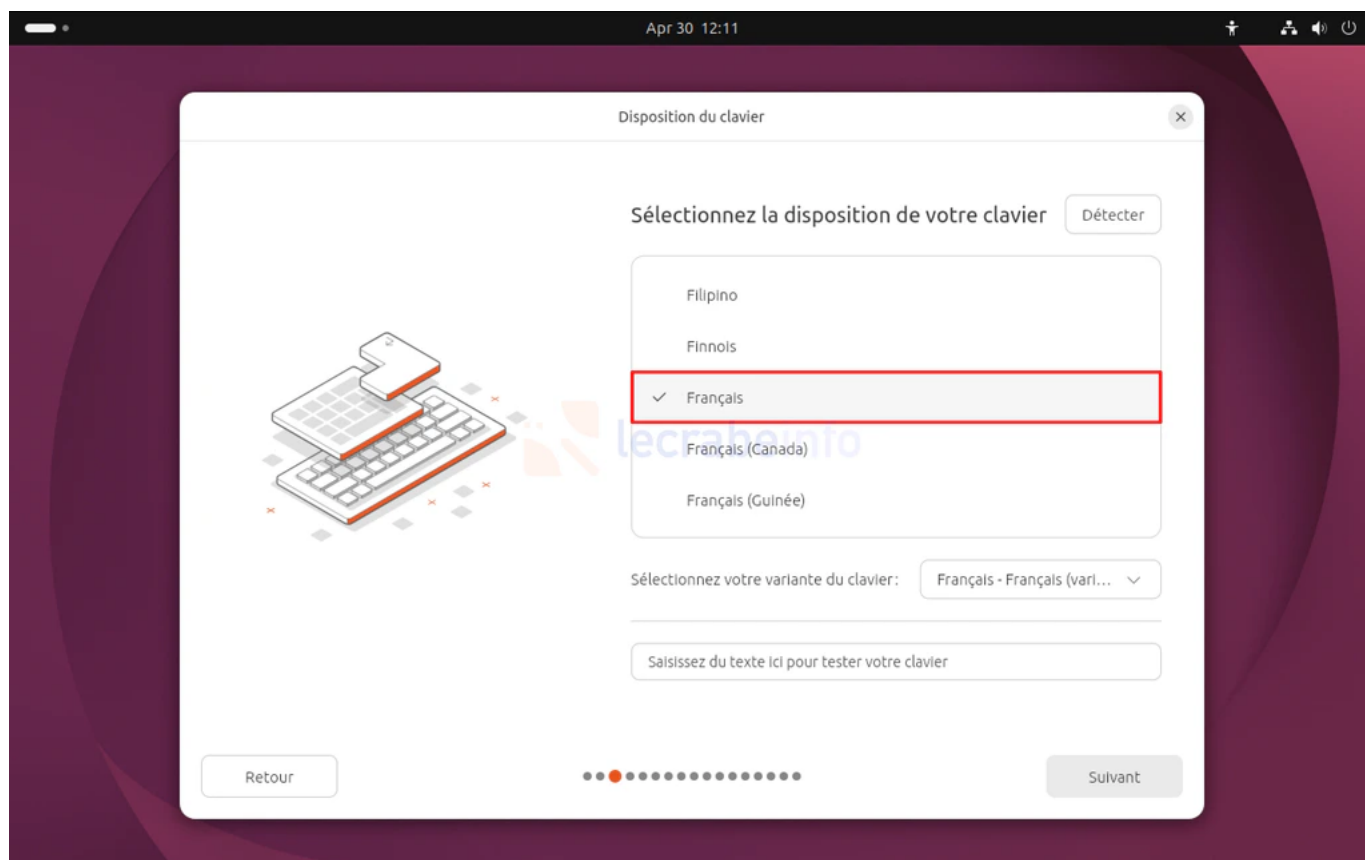 Apr 30 12:11
Disposition du clavier
Sélectionnez la disposition de votre clavier
Détecter
Filipino
Finnois
Français
lecrabeinfo
Français (Canada)
Français (Guinée)
Sélectionnez votre variante du clavier:
Français - Français (vari...
Saisissez du texte ici pour tester votre clavier
Retour
Suivant